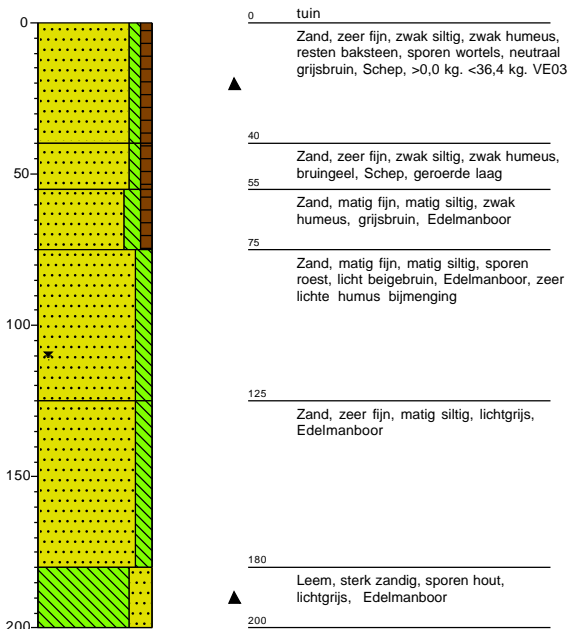 0
0
tuin
Zand, zeer fijn, zwak siltig, zwak humeus,
resten baksteen, sporen wortels, neutraal
grijsbruin, Schep, >0,0 kg. <36,4 kg. VE03
40
Zand, zeer fijn, zwak siltig, zwak humeus,
bruingeel, Schep, geroerde laag
50
55
Zand, matig fijn, matig siltig, zwak
humeus, grijsbruin, Edelmanboor
75
Zand, matig fijn, matig siltig, sporen
roest, licht beigebruin, Edelmanboor, zeer
lichte humus bijmenging
100
125
Zand, zeer fijn, matig siltig, lichtgrijs,
Edelmanboor
150
180
Leem, sterk zandig, sporen hout,
lichtgrijs, Edelmanboor
200
200